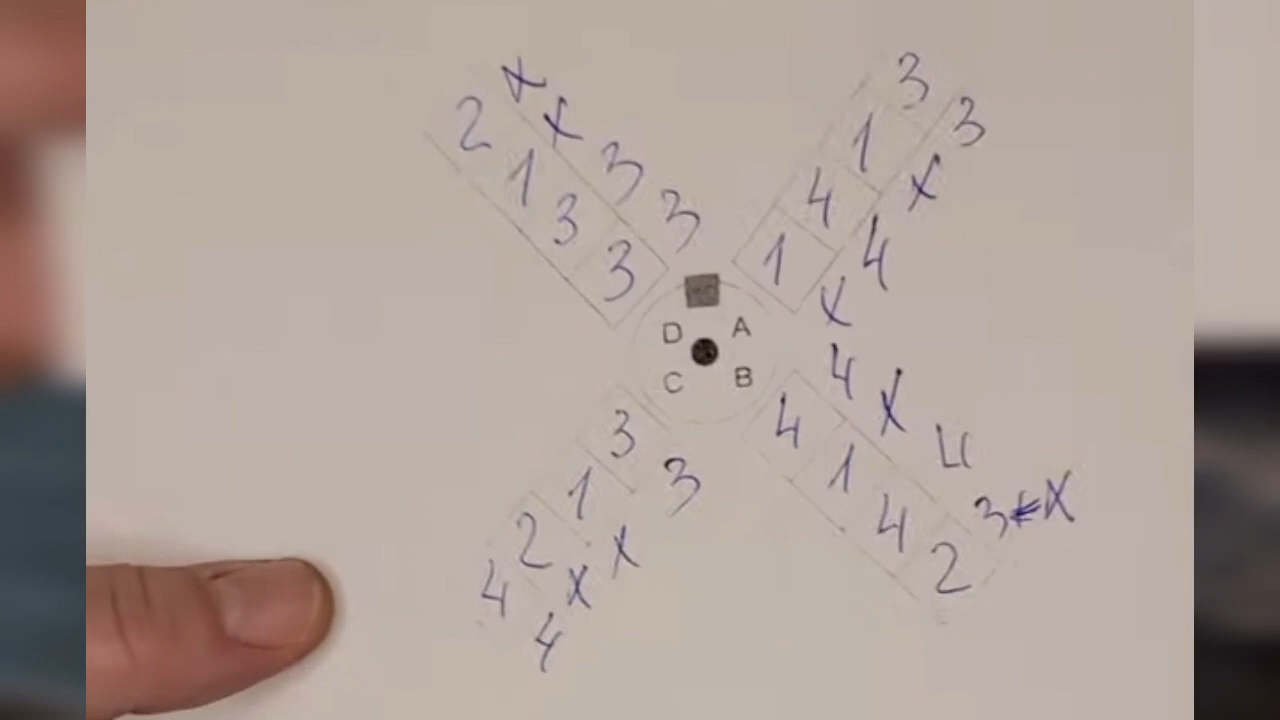 2 1 3 3
X X 3 3
3 1 4 1
3 X 4 X
D A
C B
4 1 4 2
4 X 4 3 X
3 1 2 4
3 X X 4